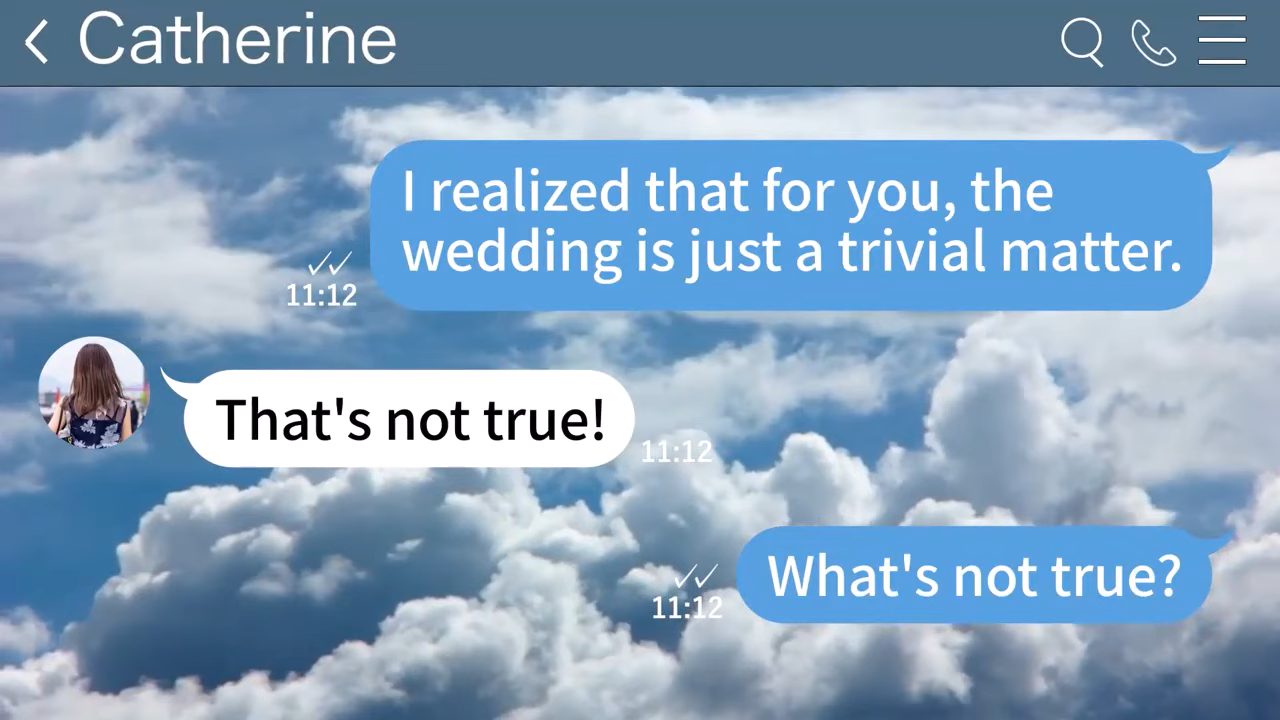 Catherine
I realized that for you, the
wedding is just a trivial matter.
11:12
That's not true!
11:12
What's not true?
11:12